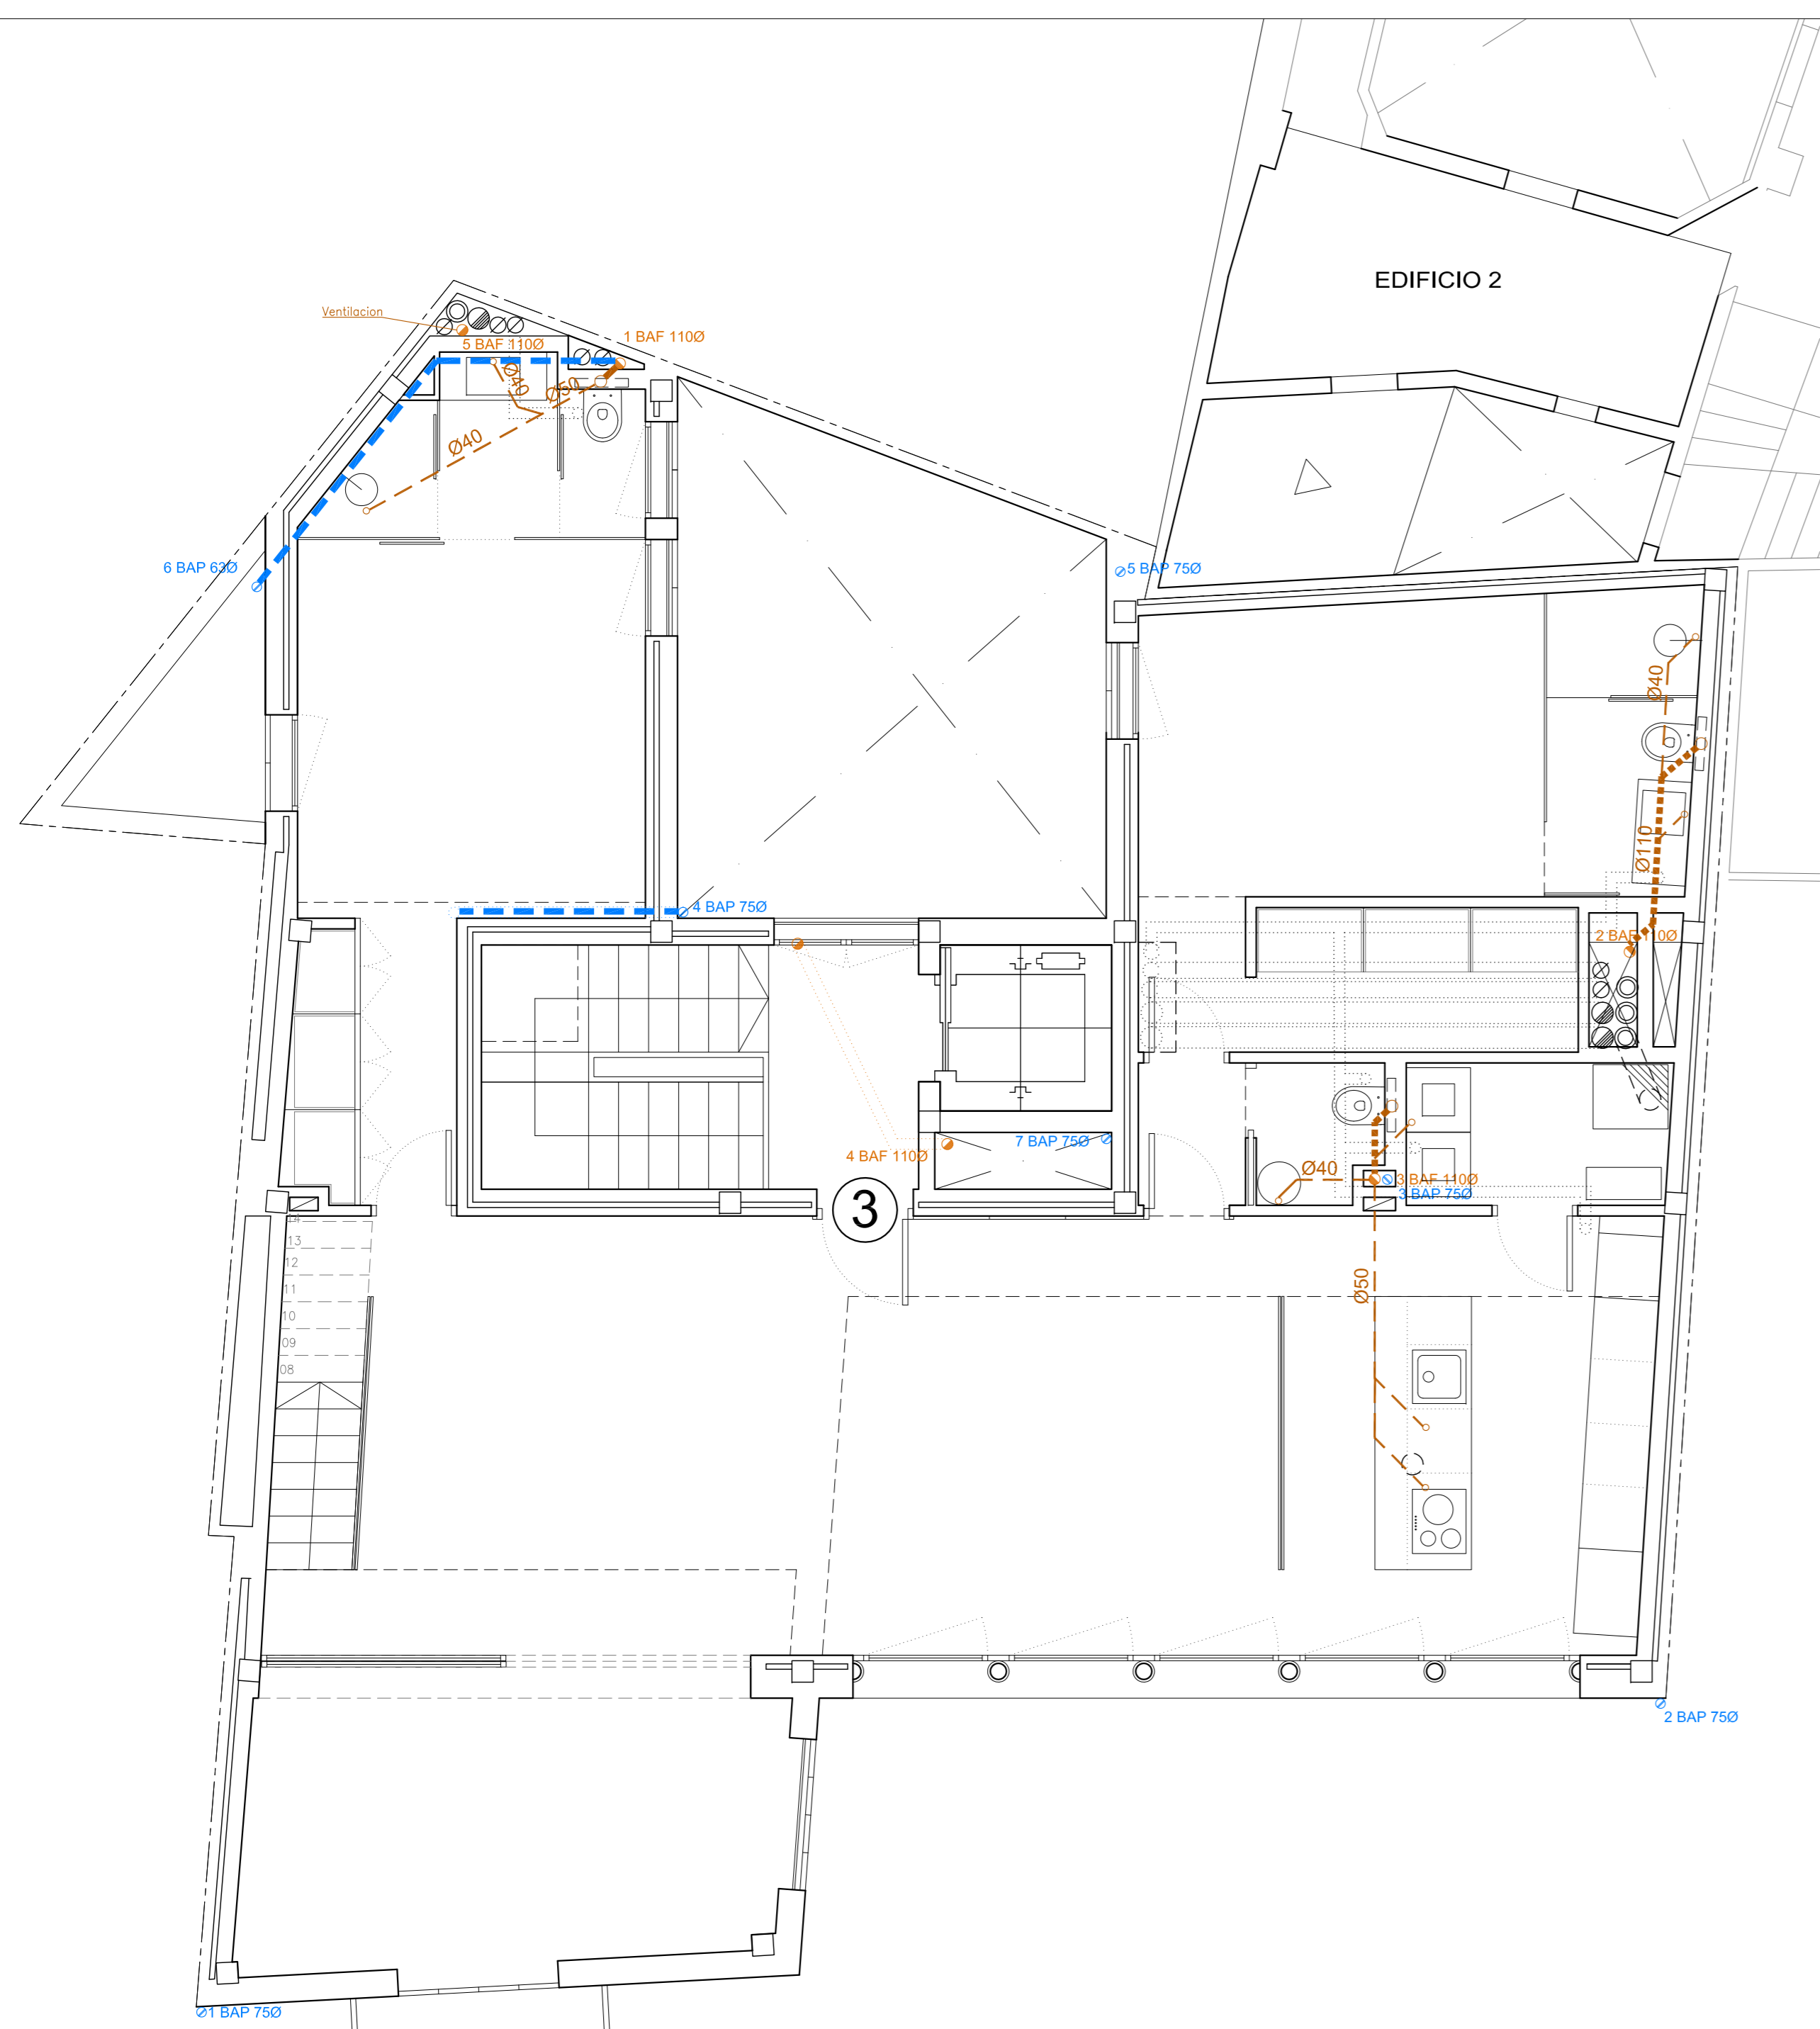 EDIFICIO 2
Ventilacion
5 BAF 110Ø
1 BAF 110Ø
Ø40
Ø50
Ø40
6 BAP 63Ø
5 BAP 75Ø
Ø40
Ø110
4 BAP 75Ø
2 BAF 110Ø
7 BAP 75Ø
4 BAF 110Ø
Ø40
3 BAF 110Ø
3 BAP 75Ø
3
14
13
12
11
10
09
08
Ø50
2 BAP 75Ø
1 BAP 75Ø